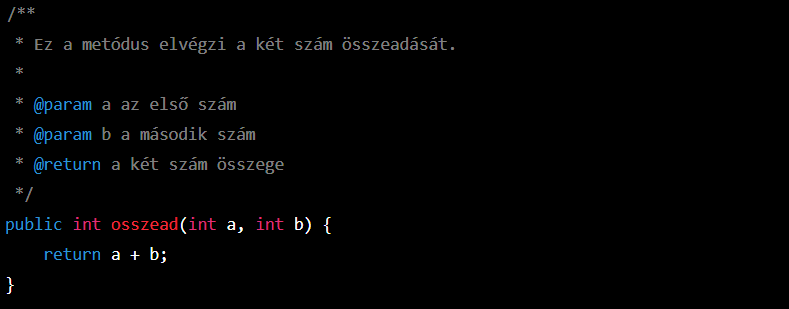 /**
 * Ez a metódus elvégzi a két szám összeadását.
 *
 * @param a az első szám
 * @param b a második szám
 * @return a két szám összege
 */
public int osszead(int a, int b) {
    return a + b;
}